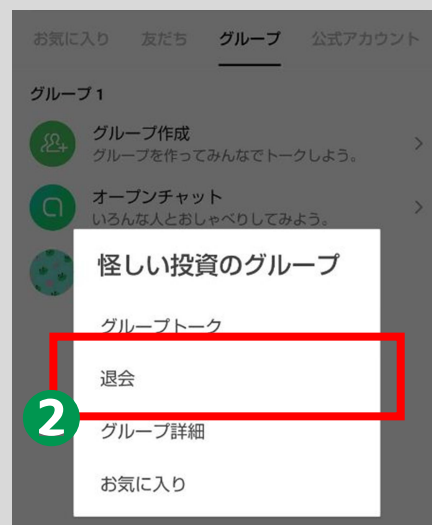 お気に入り 友だち グループ 公式アカウント
グループ 1
グループ作成
グループを作ってみんなでトークしよう。
オープンチャット
いろんな人とおしゃべりしてみよう。
怪しい投資のグループ
グループトーク
退会
2
グループ詳細
お気に入り